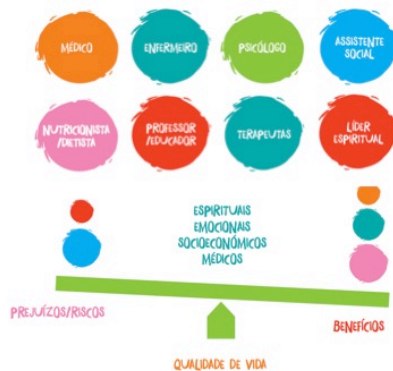 MÉDICO
ENFERMEIRO
PSICÓLOGO
ASSISTENTE
SOCIAL
NUTRICIONISTA
/DIETISTA
PROFESSOR
/EDUCADOR
TERAPEUTAS
LÍDER
ESPIRITUAL
ESPIRITUAIS
EMOCIONAIS
SOCIOECONÓMICOS
MÉDICOS
PREJUÍZOS/RISCOS
BENEFÍCIOS
QUALIDADE DE VIDA